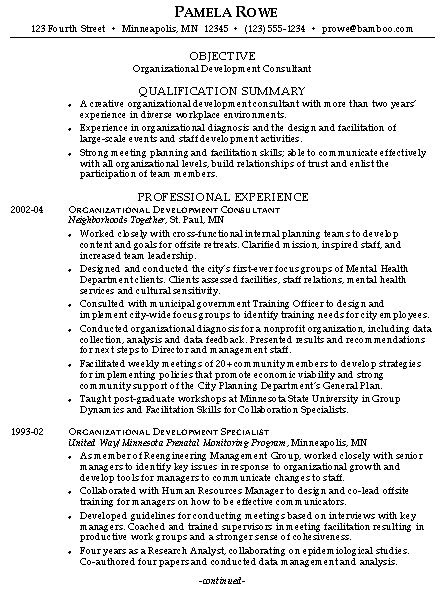 PAMELA ROWE
123 Fourth Street • Minneapolis, MN 12345 • (123) 555-1234 • prowe@bamboo.com
OBJECTIVE
Organizational Development Consultant
QUALIFICATION SUMMARY
• A creative organizational development consultant with more than two years'
experience in diverse workplace environments.
• Experience in organizational diagnosis and the design and facilitation of
large-scale events and staff development activities.
• Strong meeting planning and facilitation skills; able to communicate effectively
with all organizational levels, build relationships of trust and enlist the
participation of team members.
PROFESSIONAL EXPERIENCE
2002-04 ORGANIZATIONAL DEVELOPMENT CONSULTANT
Neighborhoods Together, St. Paul, MN
• Worked closely with cross-functional internal planning teams to develop
content and goals for offsite retreats. Clarified mission, inspired staff, and
increased team leadership.
• Designed and conducted the city's first-ever focus groups of Mental Health
Department clients. Clients assessed facilities, staff relations, mental health
services and cultural sensitivity.
• Consulted with municipal government Training Officer to design and
implement city-wide focus groups to identify training needs for city employees.
• Conducted organizational diagnosis for a nonprofit organization, including data
collection, analysis and data feedback. Presented results and recommendations
for next steps to Director and management staff.
• Facilitated weekly meetings of 20+ community members to develop strategies
for implementing policies that promote economic viability and strong
community support of the City Planning Department's General Plan.
• Taught post-graduate workshops at Minnesota State University in Group
Dynamics and Facilitation Skills for Collaboration Specialists.
1993-02 ORGANIZATIONAL DEVELOPMENT SPECIALIST
United Way/Minnesota Prenatal Monitoring Program, Minneapolis, MN
• As member of Reengineering Management Group, worked closely with senior
managers to identify key issues in response to organizational growth and
develop tools for managers to communicate changes to staff.
• Collaborated with Human Resources Manager to design and co-lead offsite
training for managers on how to be effective communicators.
• Developed guidelines for conducting meetings based on interviews with key
managers. Coached and trained supervisors in meeting facilitation resulting in
productive work groups and a stronger sense of cohesiveness.
• Four years as a Research Analyst, collaborating on epidemiological studies.
Co-authored four papers and conducted data management and analysis.
-continued-